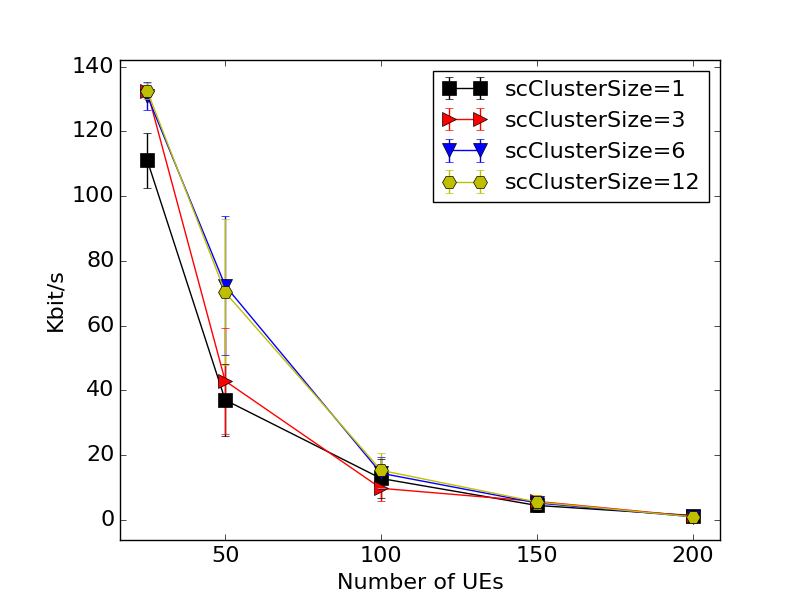 140
120
100
80
60
40
20
0
Kbit/s
scClusterSize=1
scClusterSize=3
scClusterSize=6
scClusterSize=12
50
100
150
200
Number of UEs